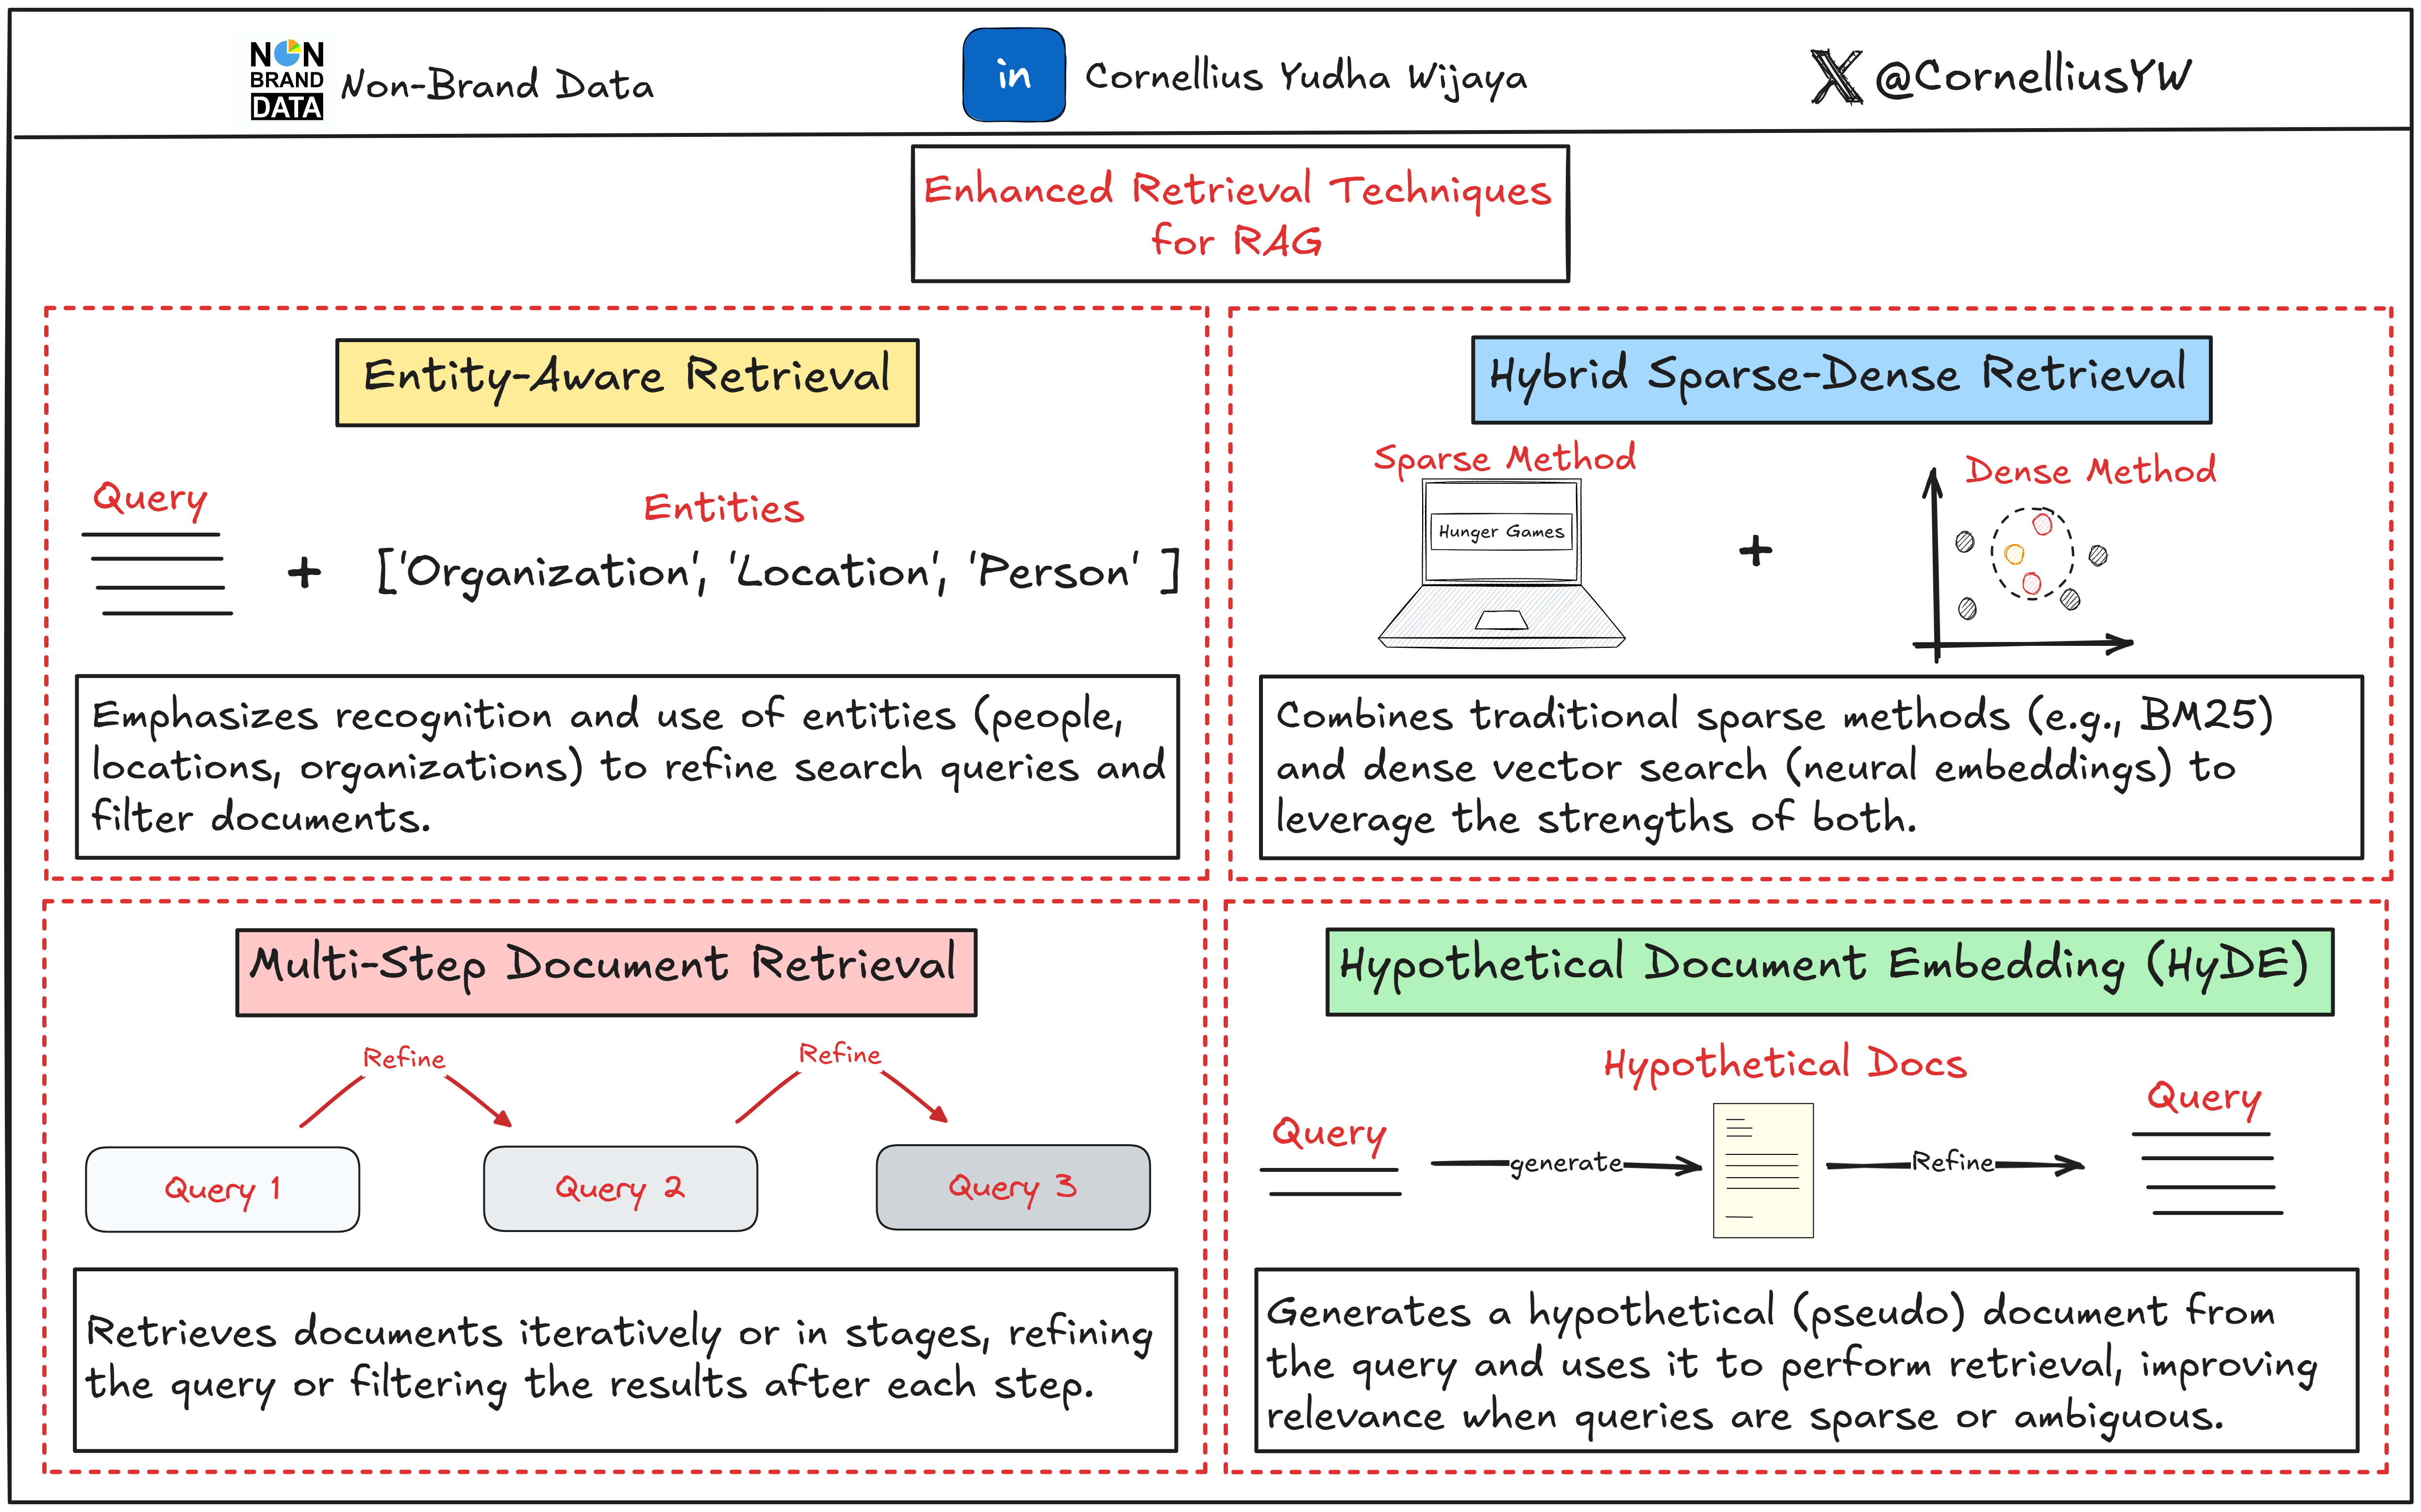 NON
BRAND
DATA
Non-Brand Data
in
Cornellius Yudha Wijaya
@CornelliusYW
Enhanced Retrieval Techniques
for RAG
Entity-Aware Retrieval
Query
Entities
+
['Organization', 'Location', 'Person' ]
Emphasizes recognition and use of entities (people,
locations, organizations) to refine search queries and
filter documents.
Hybrid Sparse-Dense Retrieval
Sparse Method
Dense Method
Hunger Games
+
Combines traditional sparse methods (e.g., BM25)
and dense vector search (neural embeddings) to
leverage the strengths of both.
Multi-Step Document Retrieval
Refine
Refine
Query 1
Query 2
Query 3
Retrieves documents iteratively or in stages, refining
the query or filtering the results after each step.
Hypothetical Document Embedding (HyDE)
Hypothetical Docs
Query
Query
generate
Refine
Generates a hypothetical (pseudo) document from
the query and uses it to perform retrieval, improving
relevance when queries are sparse or ambiguous.